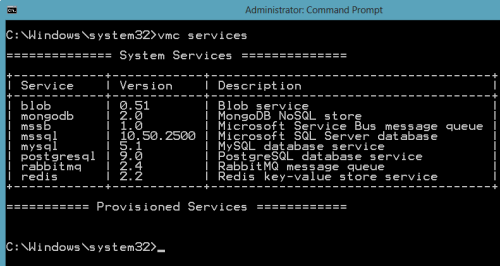 Administrator: Command Prompt
C:\Windows\system32>vmc services
============== System Services ==============
+------------+------------+---------------------------------------+
| Service | Version | Description |
+------------+------------+---------------------------------------+
| blob | 0.51 | Blob service |
| mongodb | 2.0 | MongoDB NoSQL store |
| mssb | 1.0 | Microsoft Service Bus message queue |
| mssql | 10.50.2500 | Microsoft SQL Server database |
| mysql | 5.1 | MySQL database service |
| postgresql | 9.0 | PostgreSQL database service |
| rabbitmq | 2.4 | RabbitMQ message queue |
| redis | 2.2 | Redis key-value store service |
+------------+------------+---------------------------------------+
=========== Provisioned Services ============
C:\Windows\system32>_